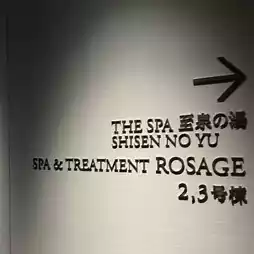 THE SPA 至泉の湯
SHISEN NO YU
SPA & TREATMENT ROSAGE
2,3号棟